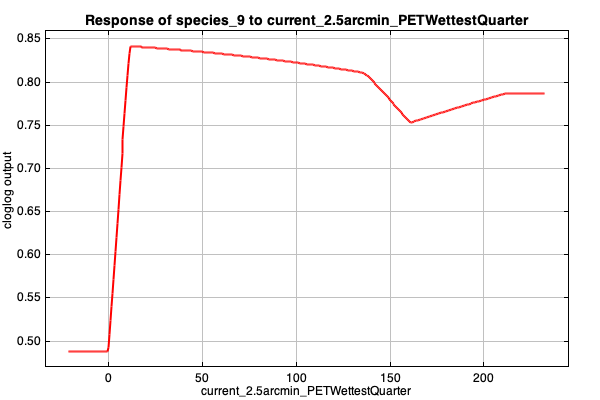 Response of species_9 to current_2.5arcmin_PETWettestQuarter
0.85
0.80
0.75
0.70
0.65
0.60
0.55
0.50
cloglog output
0 50 100 150 200
current_2.5arcmin_PETWettestQuarter